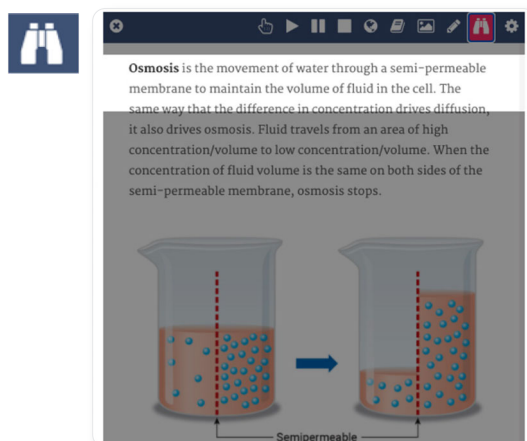 Osmosis is the movement of water through a semi-permeable
membrane to maintain the volume of fluid in the cell. The
same way that the difference in concentration drives diffusion,
it also drives osmosis. Fluid travels from an area of high
concentration/volume to low concentration/volume. When the
concentration of fluid volume is the same on both sides of the
semi-permeable membrane, osmosis stops.
Semipermeable